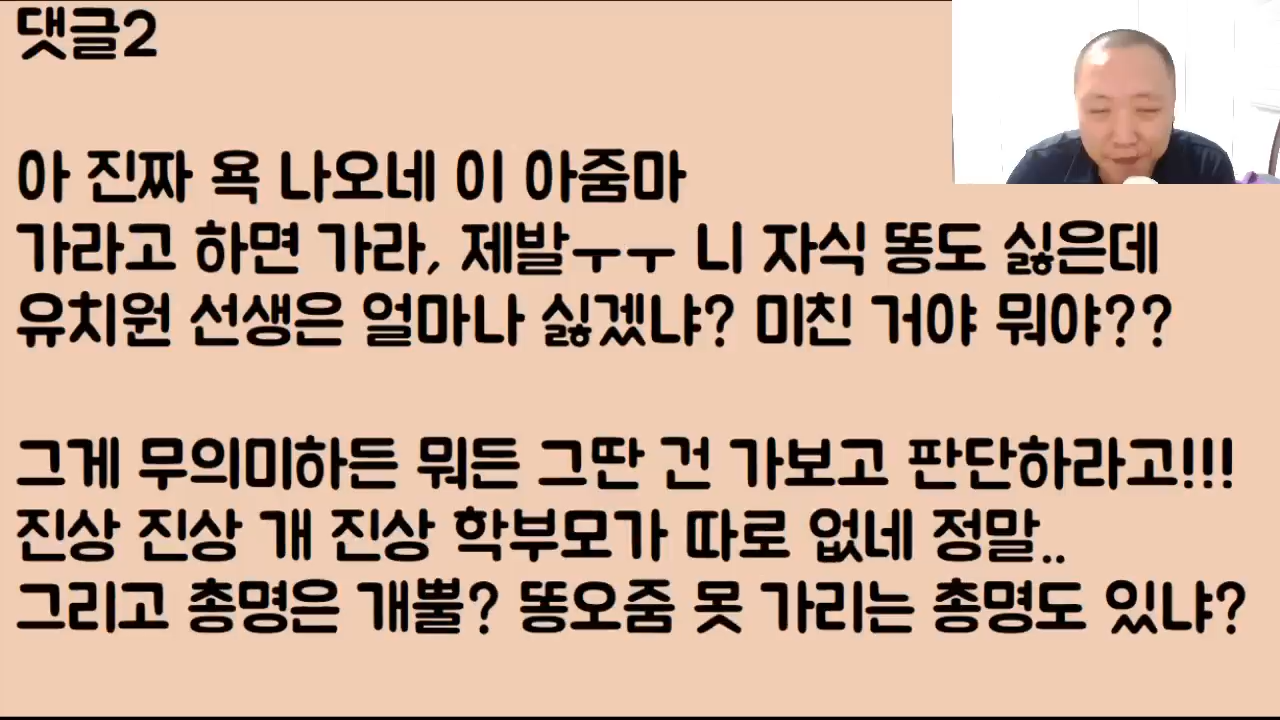 댓글2
아 진짜 욕 나오네 이 아줌마
가라고 하면 가라, 제발ㅜㅜ 니 자식 똥도 싫은데
유치원 선생은 얼마나 싫겠냐? 미친 거야 뭐야??
그게 무의미하든 뭐든 그딴 건 가보고 판단하라고!!!
진상 진상 개 진상 학부모가 따로 없네 정말..
그리고 총명은 개뿔? 똥오줌 못 가리는 총명도 있냐?